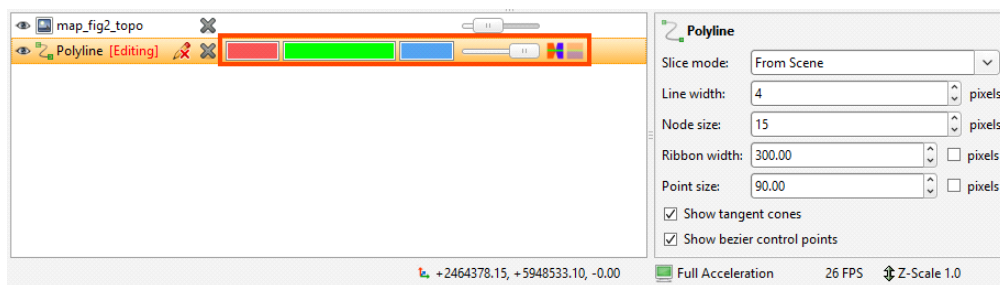 map_fig2_topo
Polyline [Editing]
Polyline
Slice mode: From Scene
Line width: 4 pixels
Node size: 15 pixels
Ribbon width: 300.00 pixels
Point size: 90.00 pixels
Show tangent cones
Show bezier control points
+2464378.15, +5948533.10, -0.00 Full Acceleration 26 FPS Z-Scale 1.0